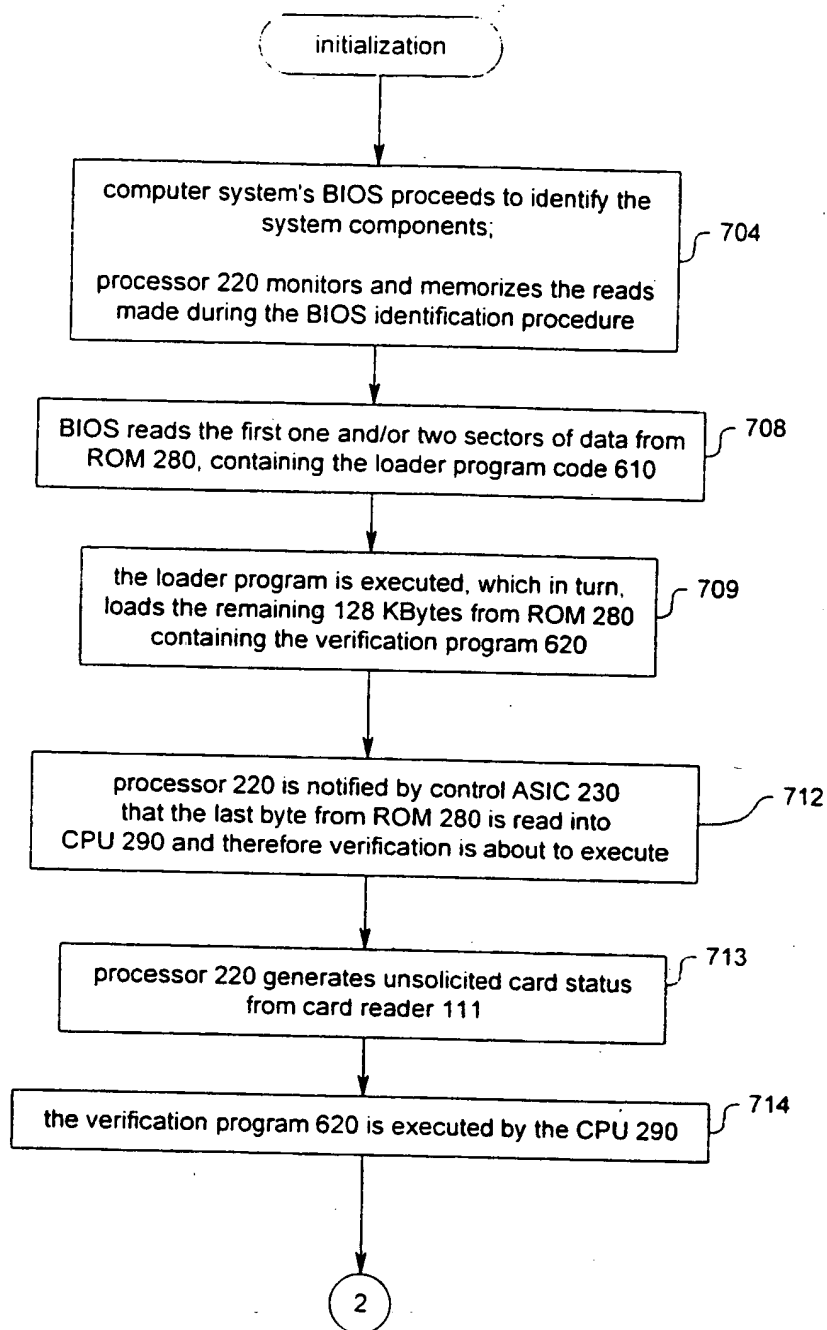 initialization
computer system's BIOS proceeds to identify the
system components;
processor 220 monitors and memorizes the reads
made during the BIOS identification procedure
704
BIOS reads the first one and/or two sectors of data from
ROM 280, containing the loader program code 610
708
the loader program is executed, which in turn,
loads the remaining 128 KBytes from ROM 280
containing the verification program 620
709
processor 220 is notified by control ASIC 230
that the last byte from ROM 280 is read into
CPU 290 and therefore verification is about to execute
712
processor 220 generates unsolicited card status
from card reader 111
713
the verification program 620 is executed by the CPU 290
714
2